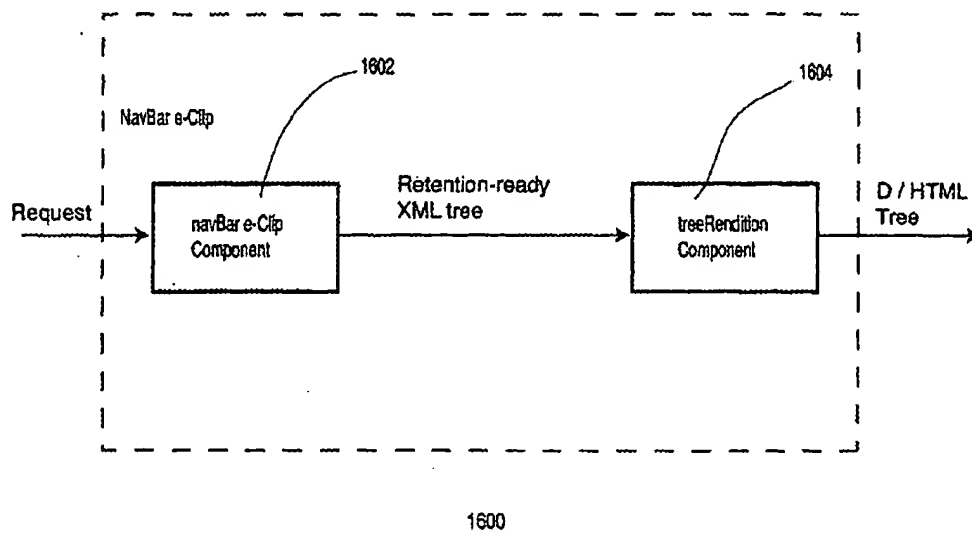 1602
1604
NavBar e-Clip
Request
navBar e-Clip
Component
Retention-ready
XML tree
treeRendition
Component
D / HTML
Tree
1600